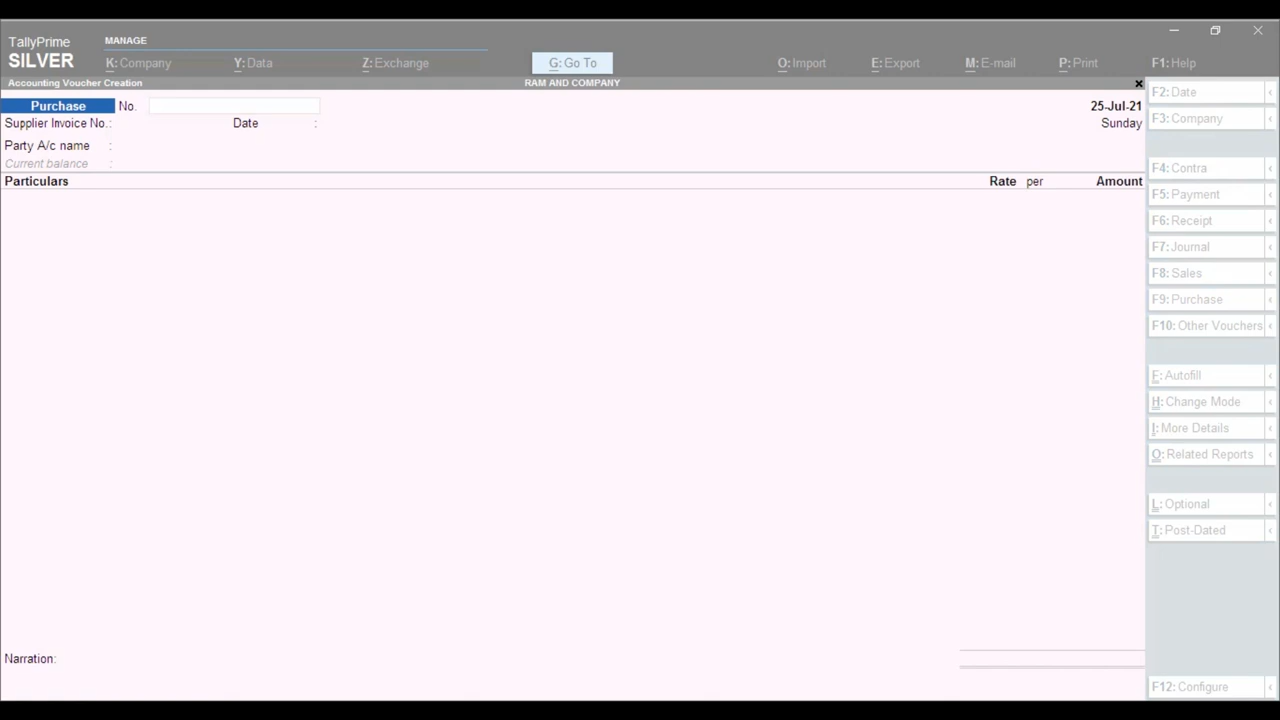 TallyPrime
MANAGE
SILVER
K: Company Y: Data Z: Exchange G: Go To O: Import E: Export M: E-mail P: Print F1: Help
Accounting Voucher Creation RAM AND COMPANY
Purchase No. 25-Jul-21
Supplier Invoice No.: Date : Sunday
Party A/c name :
Current balance :
Particulars Rate per Amount
Narration:
F2: Date
F3: Company
F4: Contra
F5: Payment
F6: Receipt
F7: Journal
F8: Sales
F9: Purchase
F10: Other Vouchers
F: Autofill
H: Change Mode
I: More Details
O: Related Reports
L: Optional
T: Post-Dated
F12: Configure